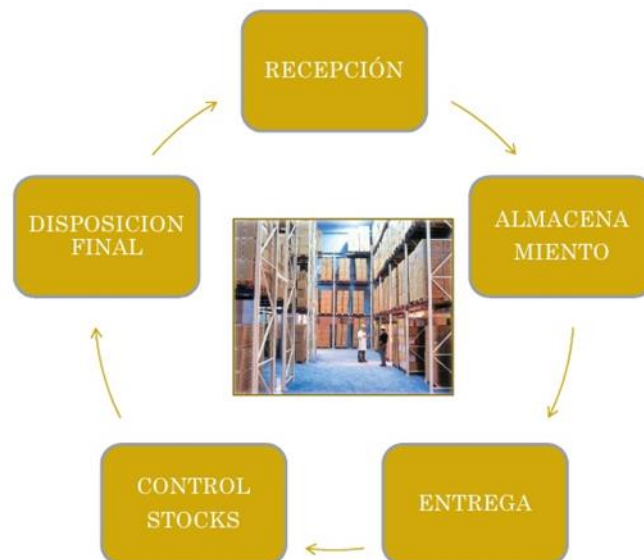 RECEPCIÓN
ALMACENA
MIENTO
ENTREGA
CONTROL
STOCKS
DISPOSICION
FINAL